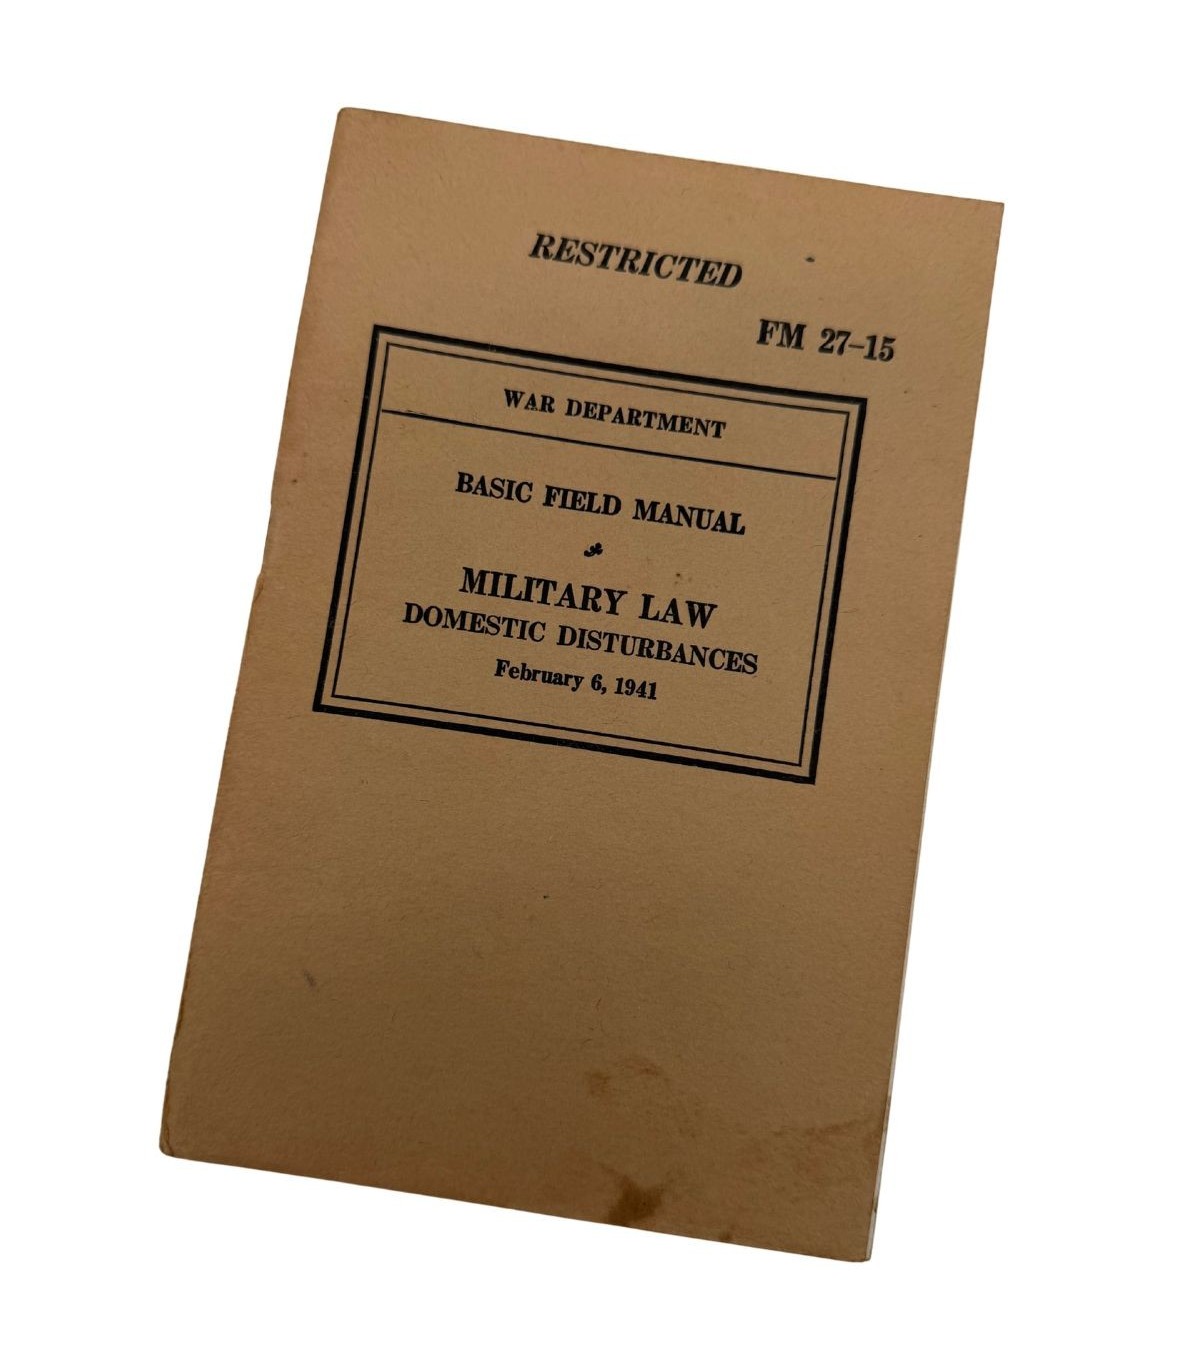 RESTRICTED
FM 27–15
WAR DEPARTMENT
BASIC FIELD MANUAL
MILITARY LAW
DOMESTIC DISTURBANCES
February 6, 1941